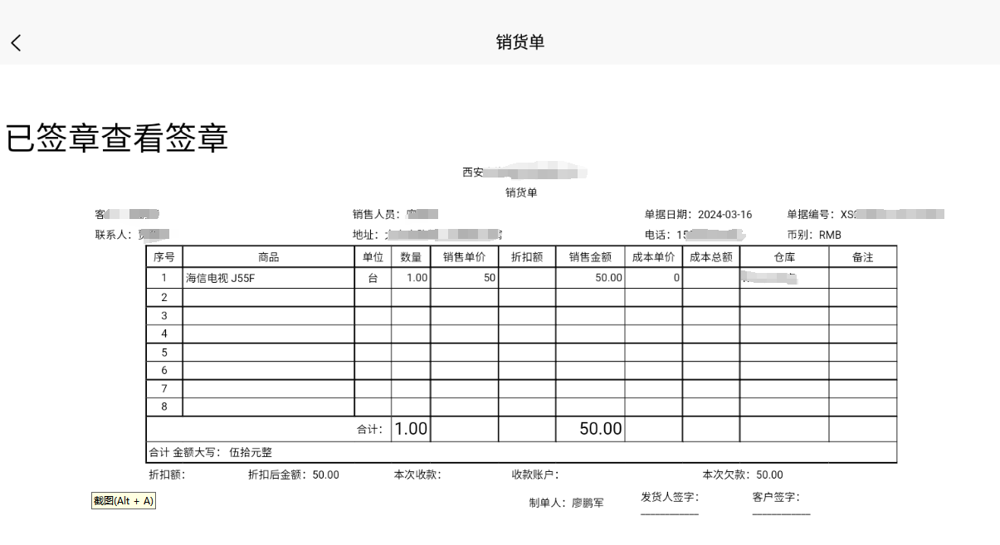 销货单
已签章查看签章
西安
销货单
客 销售人员： 单据日期：2024-03-16 单据编号：XS
联系人： 地址： 电话：15 币别：RMB
序号 商品 单位 数量 销售单价 折扣额 销售金额 成本单价 成本总额 仓库 备注
1 海信电视 J55F 台 1.00 50 50.00 0
2
3
4
5
6
7
8
合计： 1.00 50.00
合计 金额大写： 伍拾元整
折扣额： 折扣后金额：50.00 本次收款： 收款账户： 本次欠款：50.00
截图(Alt + A) 制单人：廖鹏军 发货人签字： 客户签字：